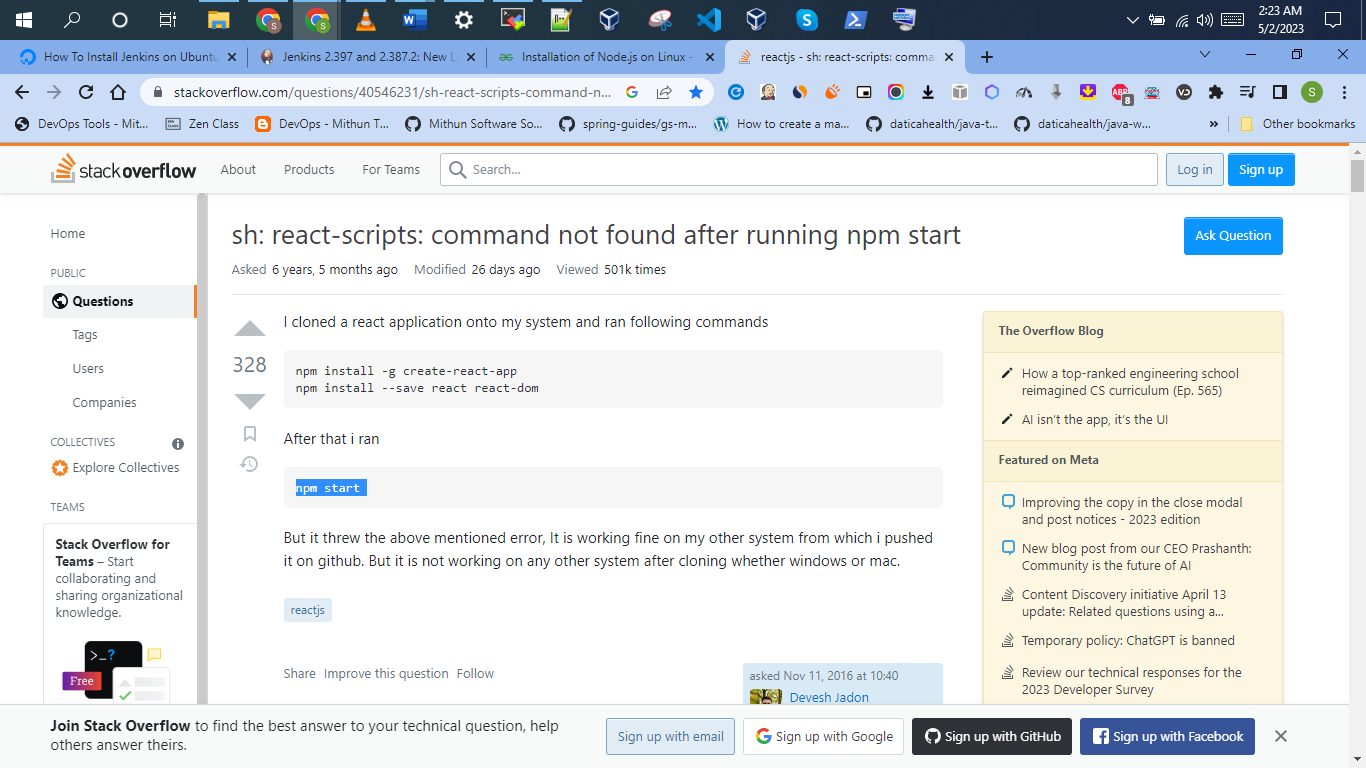 2:23 AM
5/2/2023
How To Install Jenkins on Ubuntu
Jenkins 2.397 and 2.387.2: New Li
Installation of Node.js on Linux -
reactjs - sh: react-scripts: comma
stackoverflow.com/questions/40546231/sh-react-scripts-command-n...
ABP
8
S
DevOps Tools - Mit...
Zen Class
DevOps - Mithun T...
Mithun Software So...
spring-guides/gs-m...
How to create a ma...
daticahealth/java-t...
daticahealth/java-w...
»
Other bookmarks
stackoverflow
About
Products
For Teams
Search...
Log in
Sign up
Home
PUBLIC
Questions
Tags
Users
Companies
COLLECTIVES
Explore Collectives
TEAMS
Stack Overflow for
Teams – Start
collaborating and
sharing organizational
knowledge.
>_?
Free
sh: react-scripts: command not found after running npm start
Ask Question
Asked 6 years, 5 months ago Modified 26 days ago Viewed 501k times
328
I cloned a react application onto my system and ran following commands
npm install -g create-react-app
npm install --save react react-dom
After that i ran
npm start
But it threw the above mentioned error, It is working fine on my other system from which i pushed
it on github. But it is not working on any other system after cloning whether windows or mac.
reactjs
Share Improve this question Follow
asked Nov 11, 2016 at 10:40
Devesh Jadon
The Overflow Blog
How a top-ranked engineering school
reimagined CS curriculum (Ep. 565)
AI isn't the app, it's the UI
Featured on Meta
Improving the copy in the close modal
and post notices - 2023 edition
New blog post from our CEO Prashanth:
Community is the future of AI
Content Discovery initiative April 13
update: Related questions using a...
Temporary policy: ChatGPT is banned
Review our technical responses for the
2023 Developer Survey
Join Stack Overflow to find the best answer to your technical question, help
others answer theirs.
Sign up with email
Sign up with Google
Sign up with GitHub
Sign up with Facebook